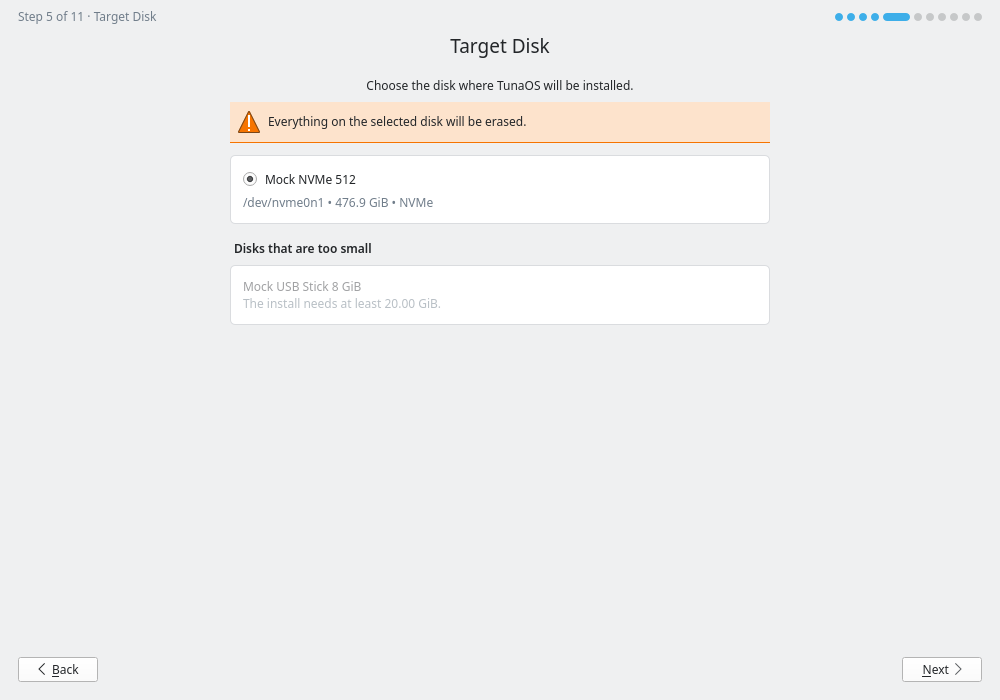 Step 5 of 11 · Target Disk
Target Disk
Choose the disk where TunaOS will be installed.
Everything on the selected disk will be erased.
Mock NVMe 512
/dev/nvme0n1 • 476.9 GiB • NVMe
Disks that are too small
Mock USB Stick 8 GiB
The install needs at least 20.00 GiB.
Back
Next